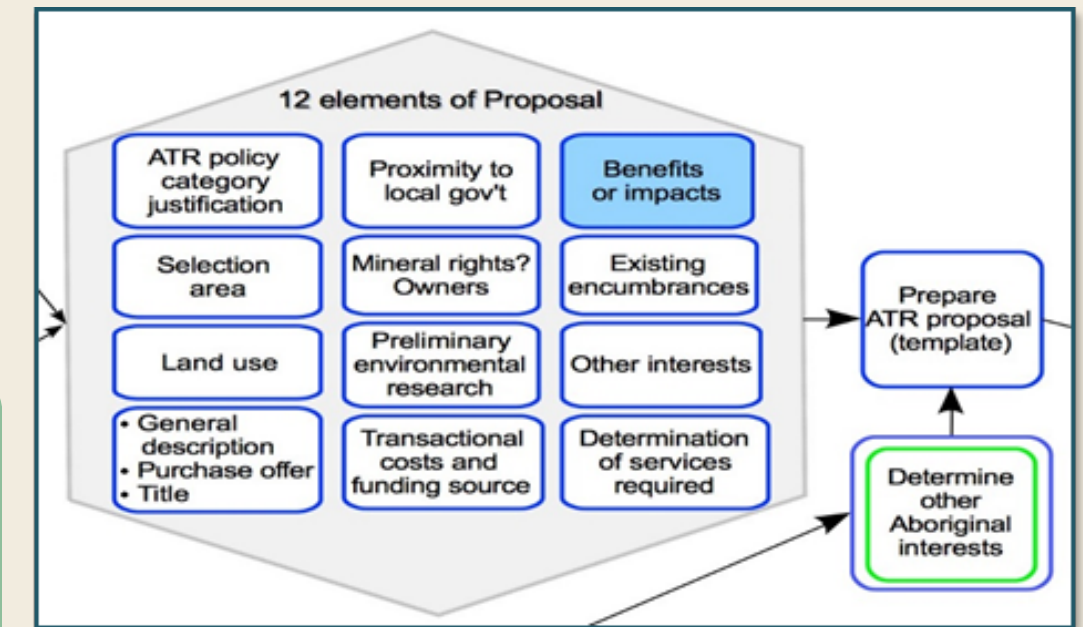 12 elements of Proposal
ATR policy
category
justification
Proximity to
local gov't
Benefits
or impacts
Selection
area
Mineral rights?
Owners
Existing
encumbrances
Land use
Preliminary
environmental
research
Other interests
• General
description
• Purchase offer
• Title
Transactional
costs and
funding source
Determination
of services
required
Prepare
ATR proposal
(template)
Determine
other
Aboriginal
interests